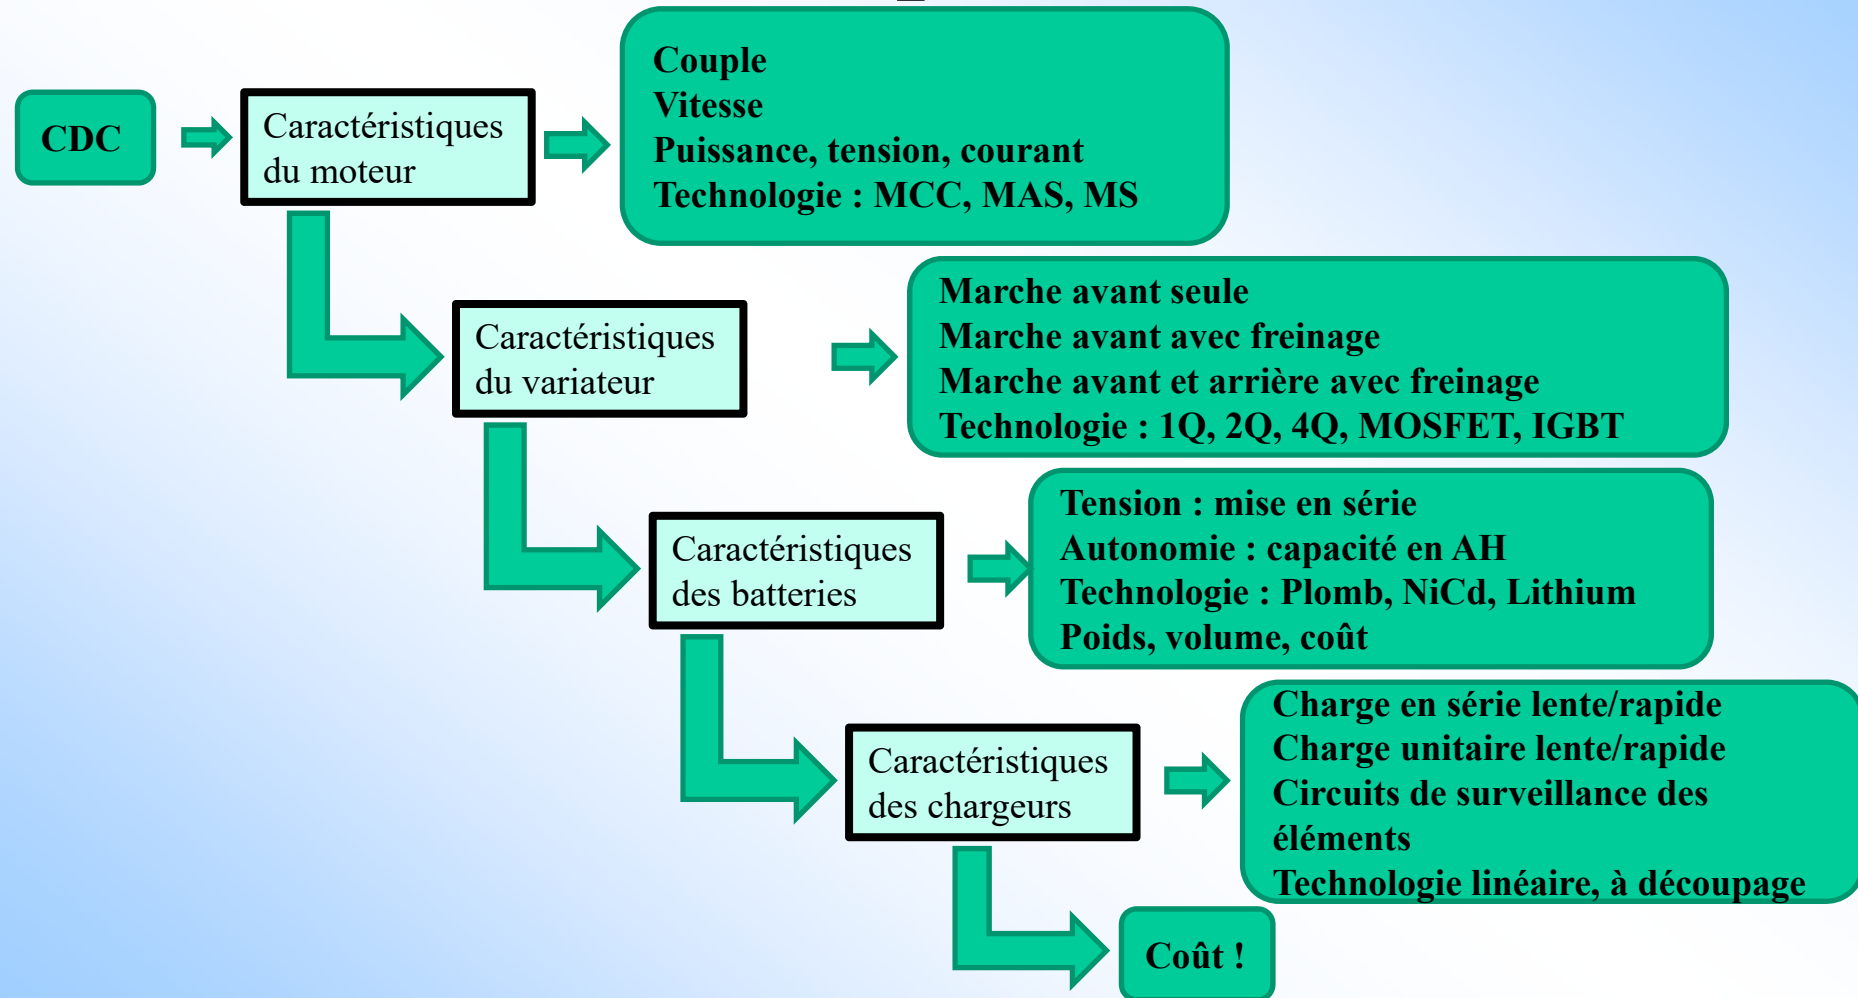 CDC
Caractéristiques
du moteur
Couple
Vitesse
Puissance, tension, courant
Technologie : MCC, MAS, MS
Caractéristiques
du variateur
Marche avant seule
Marche avant avec freinage
Marche avant et arrière avec freinage
Technologie : 1Q, 2Q, 4Q, MOSFET, IGBT
Caractéristiques
des batteries
Tension : mise en série
Autonomie : capacité en AH
Technologie : Plomb, NiCd, Lithium
Poids, volume, coût
Caractéristiques
des chargeurs
Charge en série lente/rapide
Charge unitaire lente/rapide
Circuits de surveillance des
éléments
Technologie linéaire, à découpage
Coût !